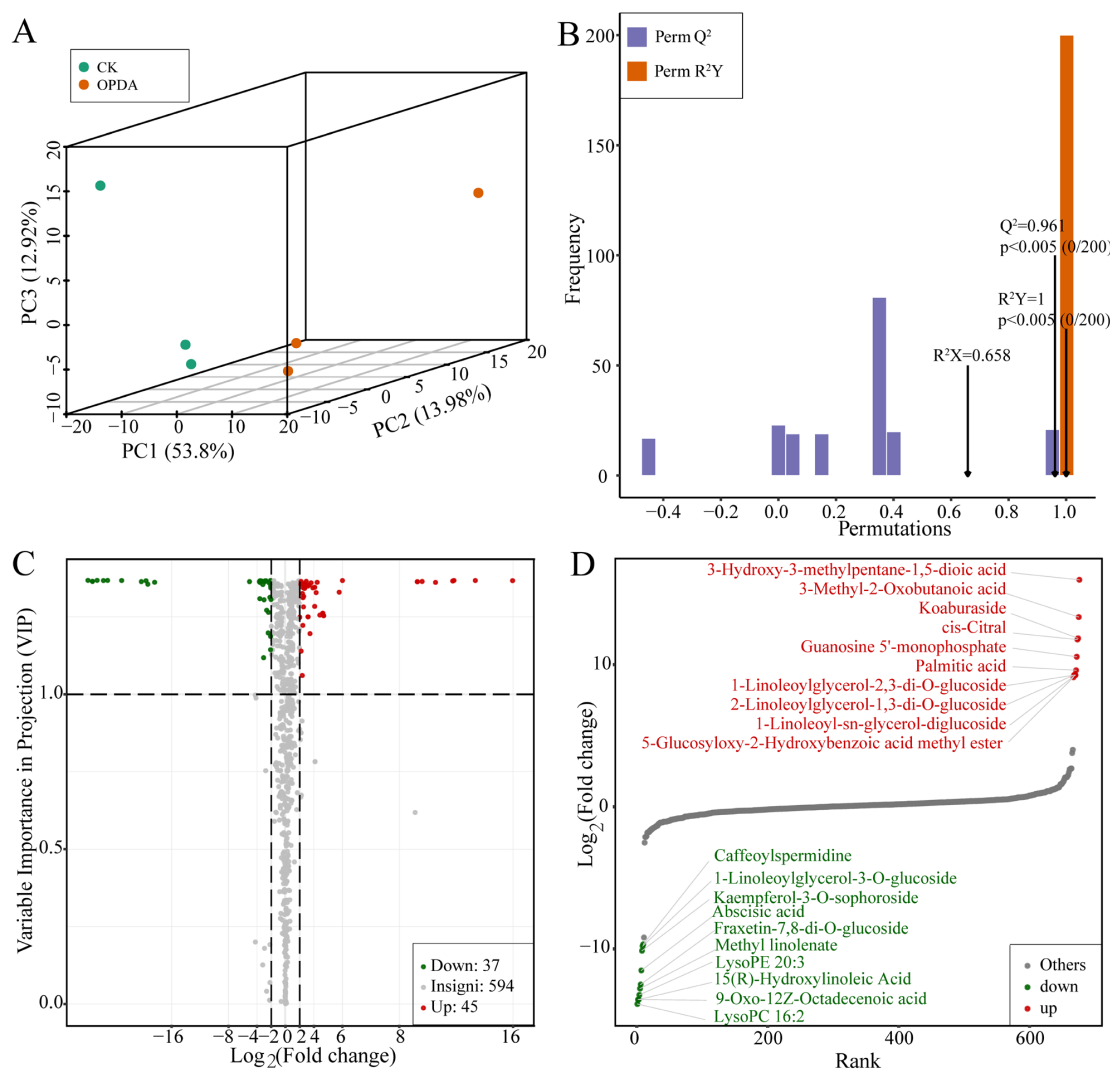 A
CK
OPDA
20
15
10
5
0
−5
−10
PC3 (12.92%)
−20
−10
0
10
20
PC1 (53.8%)
−10
−5
0
5
10
15
20
PC2 (13.98%)
B
Perm Q²
Perm R²Y
200
150
100
50
0
Frequency
Q²=0.961
p<0.005 (0/200)
R²Y=1
p<0.005 (0/200)
R²X=0.658
−0.4
−0.2
0.0
0.2
0.4
0.6
0.8
1.0
Permutations
C
1.0
0.5
0.0
Variable Importance in Projection (VIP)
Down: 37
Insigni: 594
Up: 45
−16
−8
−4
−2
0
2
4
6
8
16
Log₂(Fold change)
D
3-Hydroxy-3-methylpentane-1,5-dioic acid
3-Methyl-2-Oxobutanoic acid
Koaburaside
cis-Citral
Guanosine 5'-monophosphate
Palmitic acid
1-Linoleoylglycerol-2,3-di-O-glucoside
2-Linoleoylglycerol-1,3-di-O-glucoside
1-Linoleoyl-sn-glycerol-diglucoside
5-Glucosyloxy-2-Hydroxybenzoic acid methyl ester
10
0
−10
Log₂(Fold change)
Caffeoylspermidine
1-Linoleoylglycerol-3-O-glucoside
Kaempferol-3-O-sophoroside
Abscisic acid
Fraxetin-7,8-di-O-glucoside
Methyl linolenate
LysoPE 20:3
15(R)-Hydroxylinoleic Acid
9-Oxo-12Z-Octadecenoic acid
LysoPC 16:2
Others
down
up
0
200
400
600
Rank